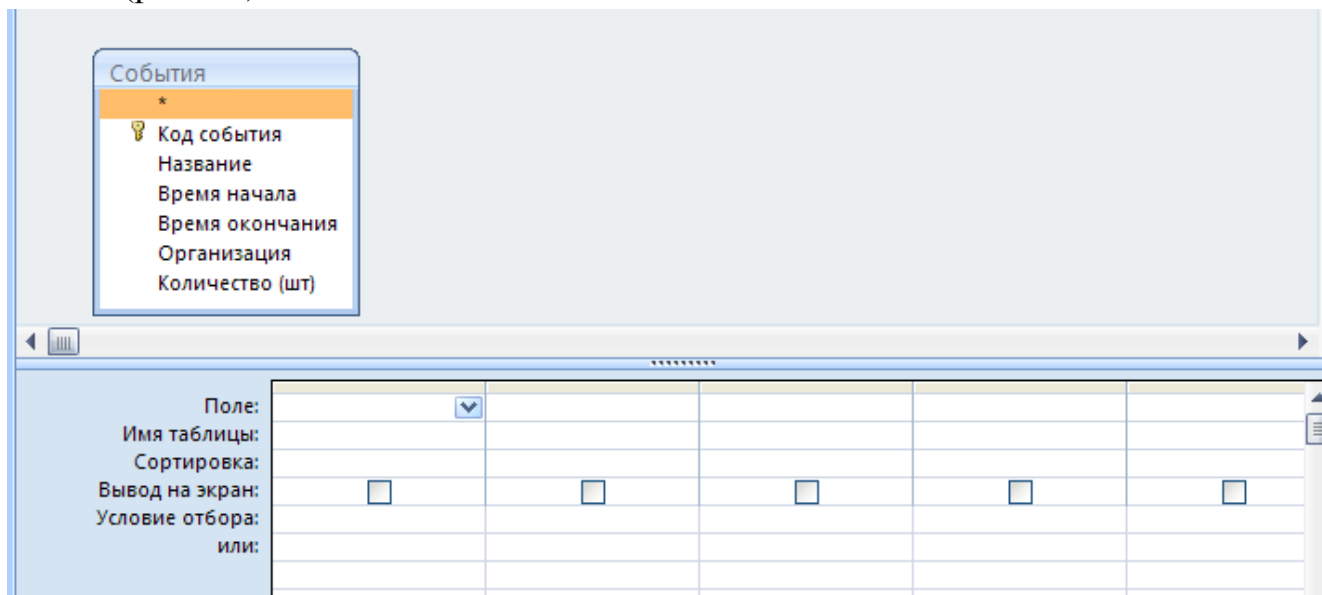 События
*
Код события
Название
Время начала
Время окончания
Организация
Количество (шт)
Поле:
Имя таблицы:
Сортировка:
Вывод на экран:
Условие отбора:
или: